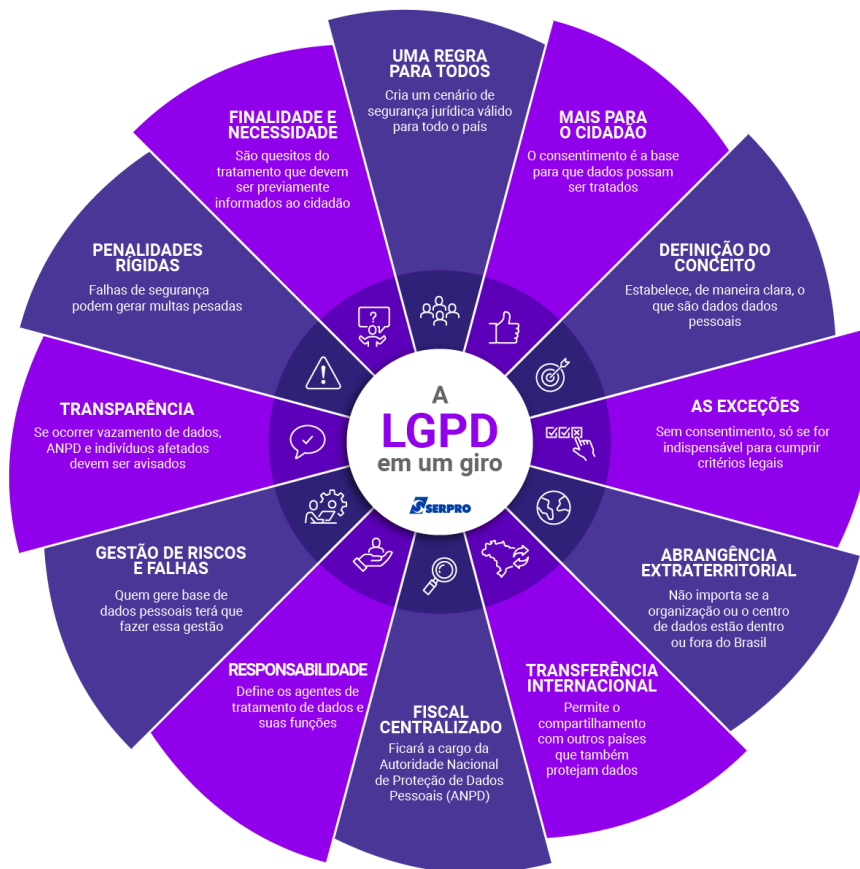 A
LGPD
em um giro
SERPRO
UMA REGRA
PARA TODOS
Cria um cenário de
segurança jurídica válido
para todo o país
MAIS PARA
O CIDADÃO
O consentimento é a base
para que dados possam
ser tratados
DEFINIÇÃO DO
CONCEITO
Estabelece, de maneira clara, o
que são dados dados
pessoais
AS EXCEÇÕES
Sem consentimento, só se for
indispensável para cumprir
critérios legais
ABRANGÊNCIA
EXTRATERRITORIAL
Não importa se a
organização ou o centro
de dados estão dentro
ou fora do Brasil
TRANSFERÊNCIA
INTERNACIONAL
Permite o
compartilhamento
com outros países
que também
protejam dados
FISCAL
CENTRALIZADO
Ficará a cargo da
Autoridade Nacional
de Proteção de Dados
Pessoais (ANPD)
RESPONSABILIDADE
Define os agentes de
tratamento de dados e
suas funções
GESTÃO DE RISCOS
E FALHAS
Quem gere base de
dados pessoais terá que
fazer essa gestão
TRANSPARÊNCIA
Se ocorrer vazamento de dados,
ANPD e indivíduos afetados
devem ser avisados
PENALIDADES
RÍGIDAS
Falhas de segurança
podem gerar multas pesadas
FINALIDADE E
NECESSIDADE
São quesitos do
tratamento que devem
ser previamente
informados ao cidadão